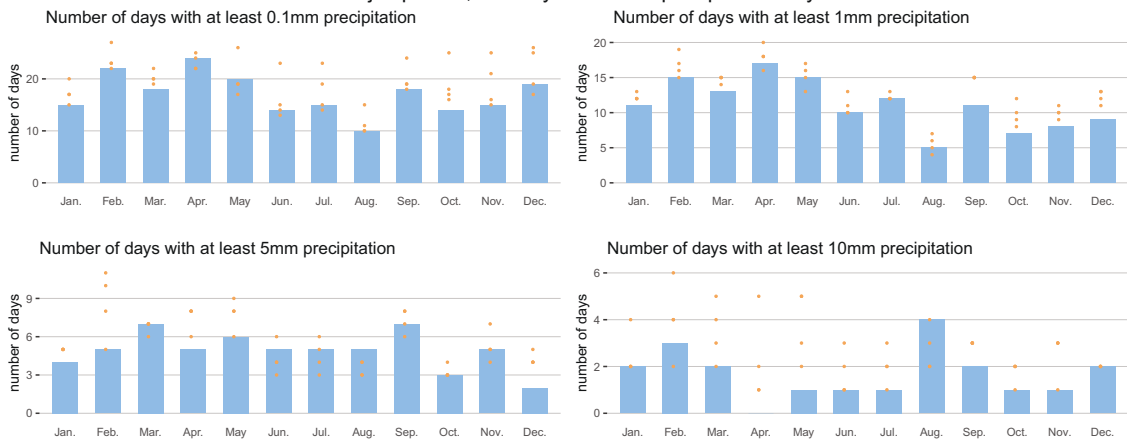 Number of days with at least 0.1mm precipitation
number of days
20
10
0
Jan. Feb. Mar. Apr. May Jun. Jul. Aug. Sep. Oct. Nov. Dec.
Number of days with at least 1mm precipitation
number of days
20
15
10
5
0
Jan. Feb. Mar. Apr. May Jun. Jul. Aug. Sep. Oct. Nov. Dec.
Number of days with at least 5mm precipitation
number of days
9
6
3
0
Jan. Feb. Mar. Apr. May Jun. Jul. Aug. Sep. Oct. Nov. Dec.
Number of days with at least 10mm precipitation
number of days
6
4
2
0
Jan. Feb. Mar. Apr. May Jun. Jul. Aug. Sep. Oct. Nov. Dec.